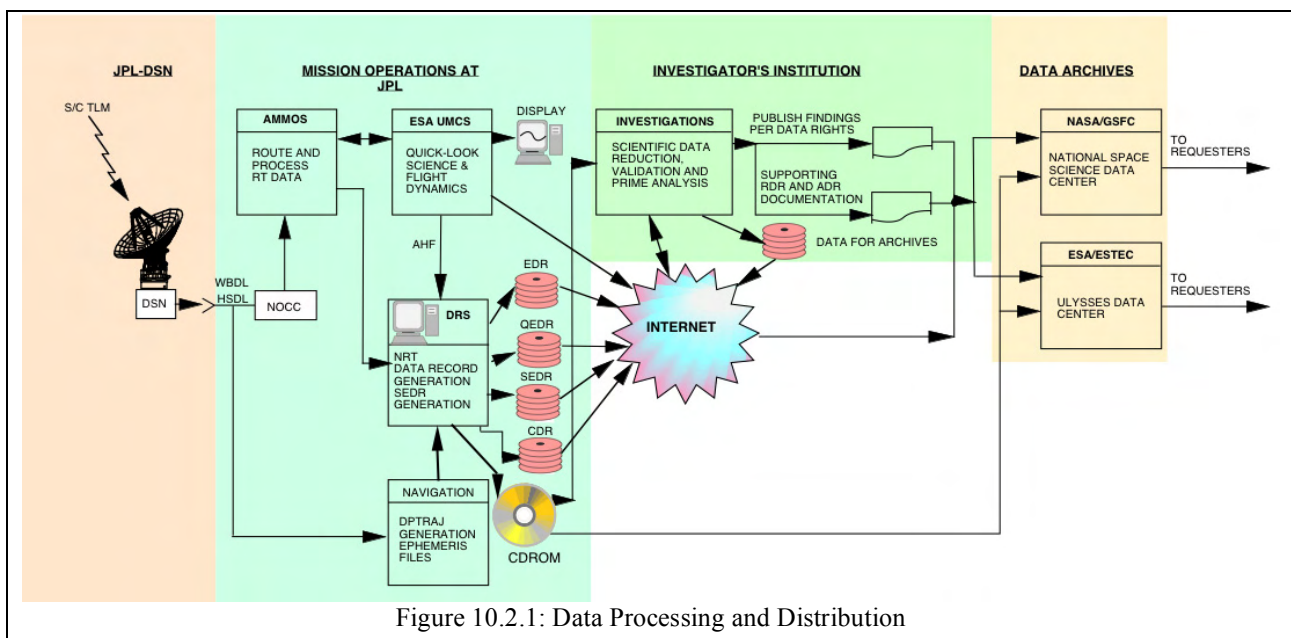 JPL-DSN
S/C TLM
DSN
WBDL
HSDL
NOCC
MISSION OPERATIONS AT
JPL
AMMOS
ROUTE AND
PROCESS
RT DATA
ESA UMCS
QUICK-LOOK
SCIENCE &
FLIGHT
DYNAMICS
DISPLAY
AHF
DRS
NRT
DATA RECORD
GENERATION
SEDR
GENERATION
EDR
QEDR
SEDR
CDR
NAVIGATION
DPTRAJ
GENERATION
EPHEMERIS
FILES
CDROM
INVESTIGATOR'S INSTITUTION
INVESTIGATIONS
SCIENTIFIC DATA
REDUCTION,
VALIDATION AND
PRIME ANALYSIS
PUBLISH FINDINGS
PER DATA RIGHTS
SUPPORTING
RDR AND ADR
DOCUMENTATION
DATA FOR ARCHIVES
INTERNET
DATA ARCHIVES
NASA/GSFC
NATIONAL SPACE
SCIENCE DATA
CENTER
TO
REQUESTERS
ESA/ESTEC
ULYSSES DATA
CENTER
TO
REQUESTERS
Figure 10.2.1: Data Processing and Distribution